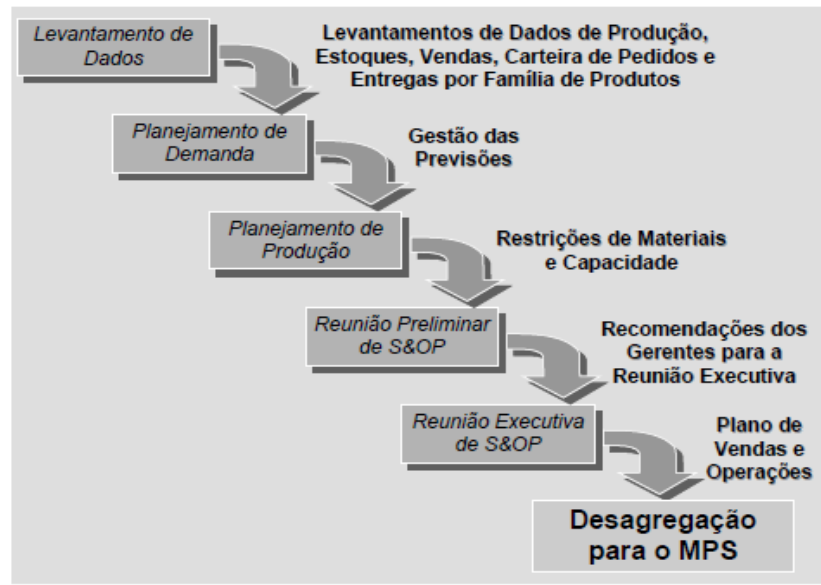 Levantamento de
Dados
Levantamentos de Dados de Produção,
Estoques, Vendas, Carteira de Pedidos e
Entregas por Família de Produtos
Planejamento de
Demanda
Gestão das
Previsões
Planejamento de
Produção
Restrições de Materiais
e Capacidade
Reunião Preliminar
de S&OP
Recomendações dos
Gerentes para a
Reunião Executiva
Reunião Executiva
de S&OP
Plano de
Vendas e
Operações
Desagregação
para o MPS